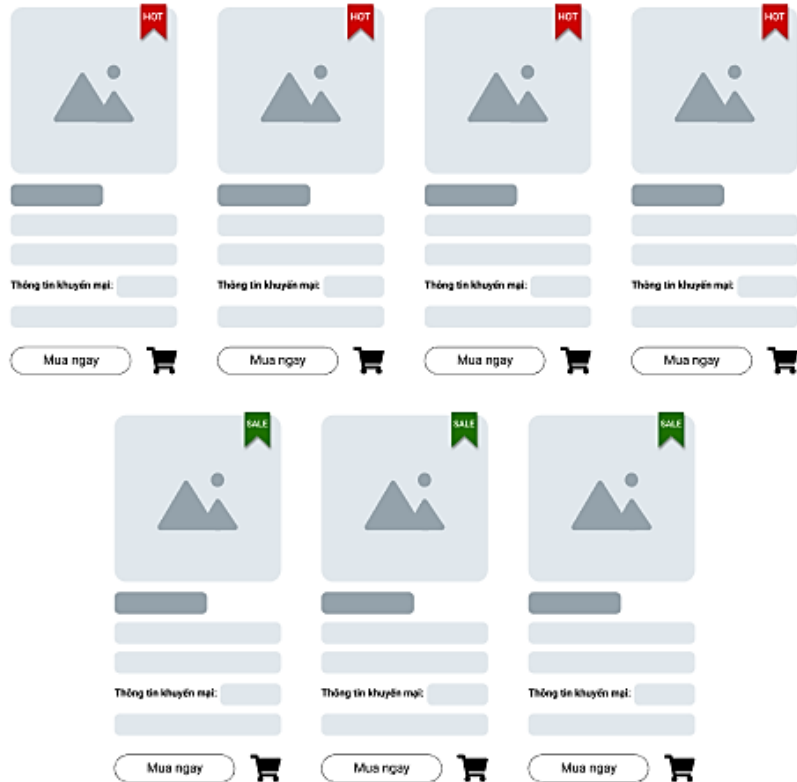 HOT HOT HOT HOT
Thông tin khuyến mại: Thông tin khuyến mại: Thông tin khuyến mại: Thông tin khuyến mại:
Mua ngay Mua ngay Mua ngay Mua ngay
SALE SALE SALE
Thông tin khuyến mại: Thông tin khuyến mại: Thông tin khuyến mại:
Mua ngay Mua ngay Mua ngay